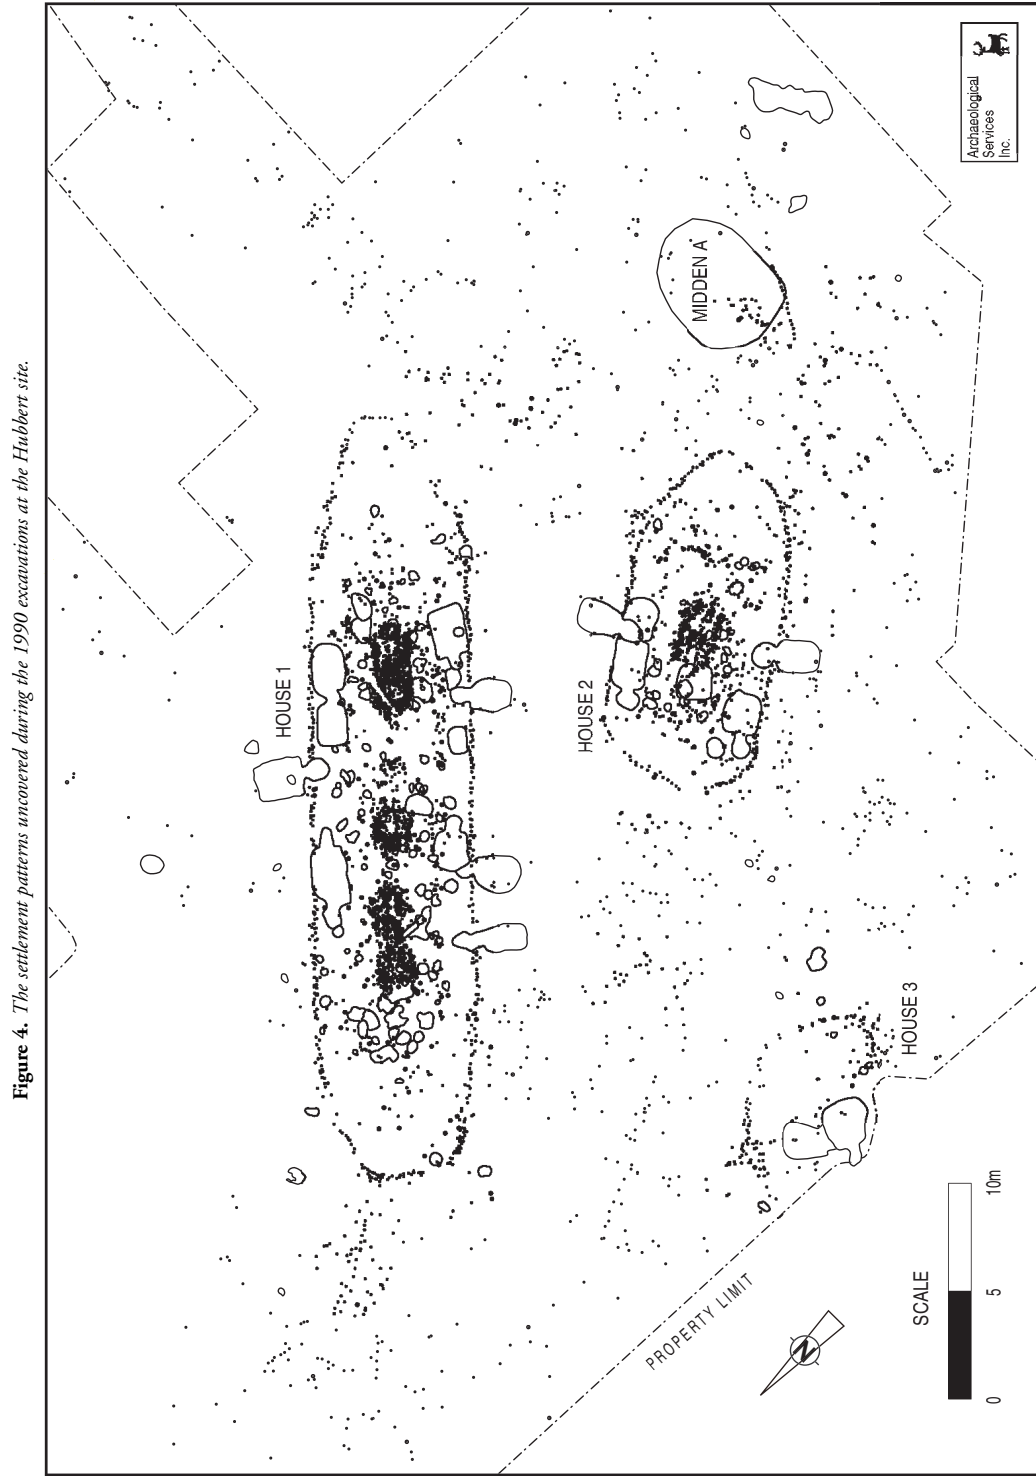 Figure 4. The settlement patterns uncovered during the 1990 excavations at the Hubbert site.
Archaeological
Services
Inc.
MIDDEN A
HOUSE 1
HOUSE 2
HOUSE 3
PROPERTY LIMIT
N
SCALE
0 5 10m